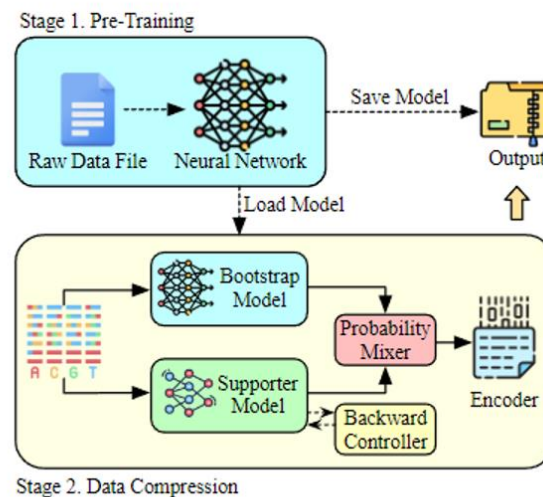 Stage 1. Pre-Training
Raw Data File
Neural Network
Save Model
Output
Load Model
Bootstrap
Model
Probability
Mixer
A C G T
Supporter
Model
Encoder
Backward
Controller
Stage 2. Data Compression